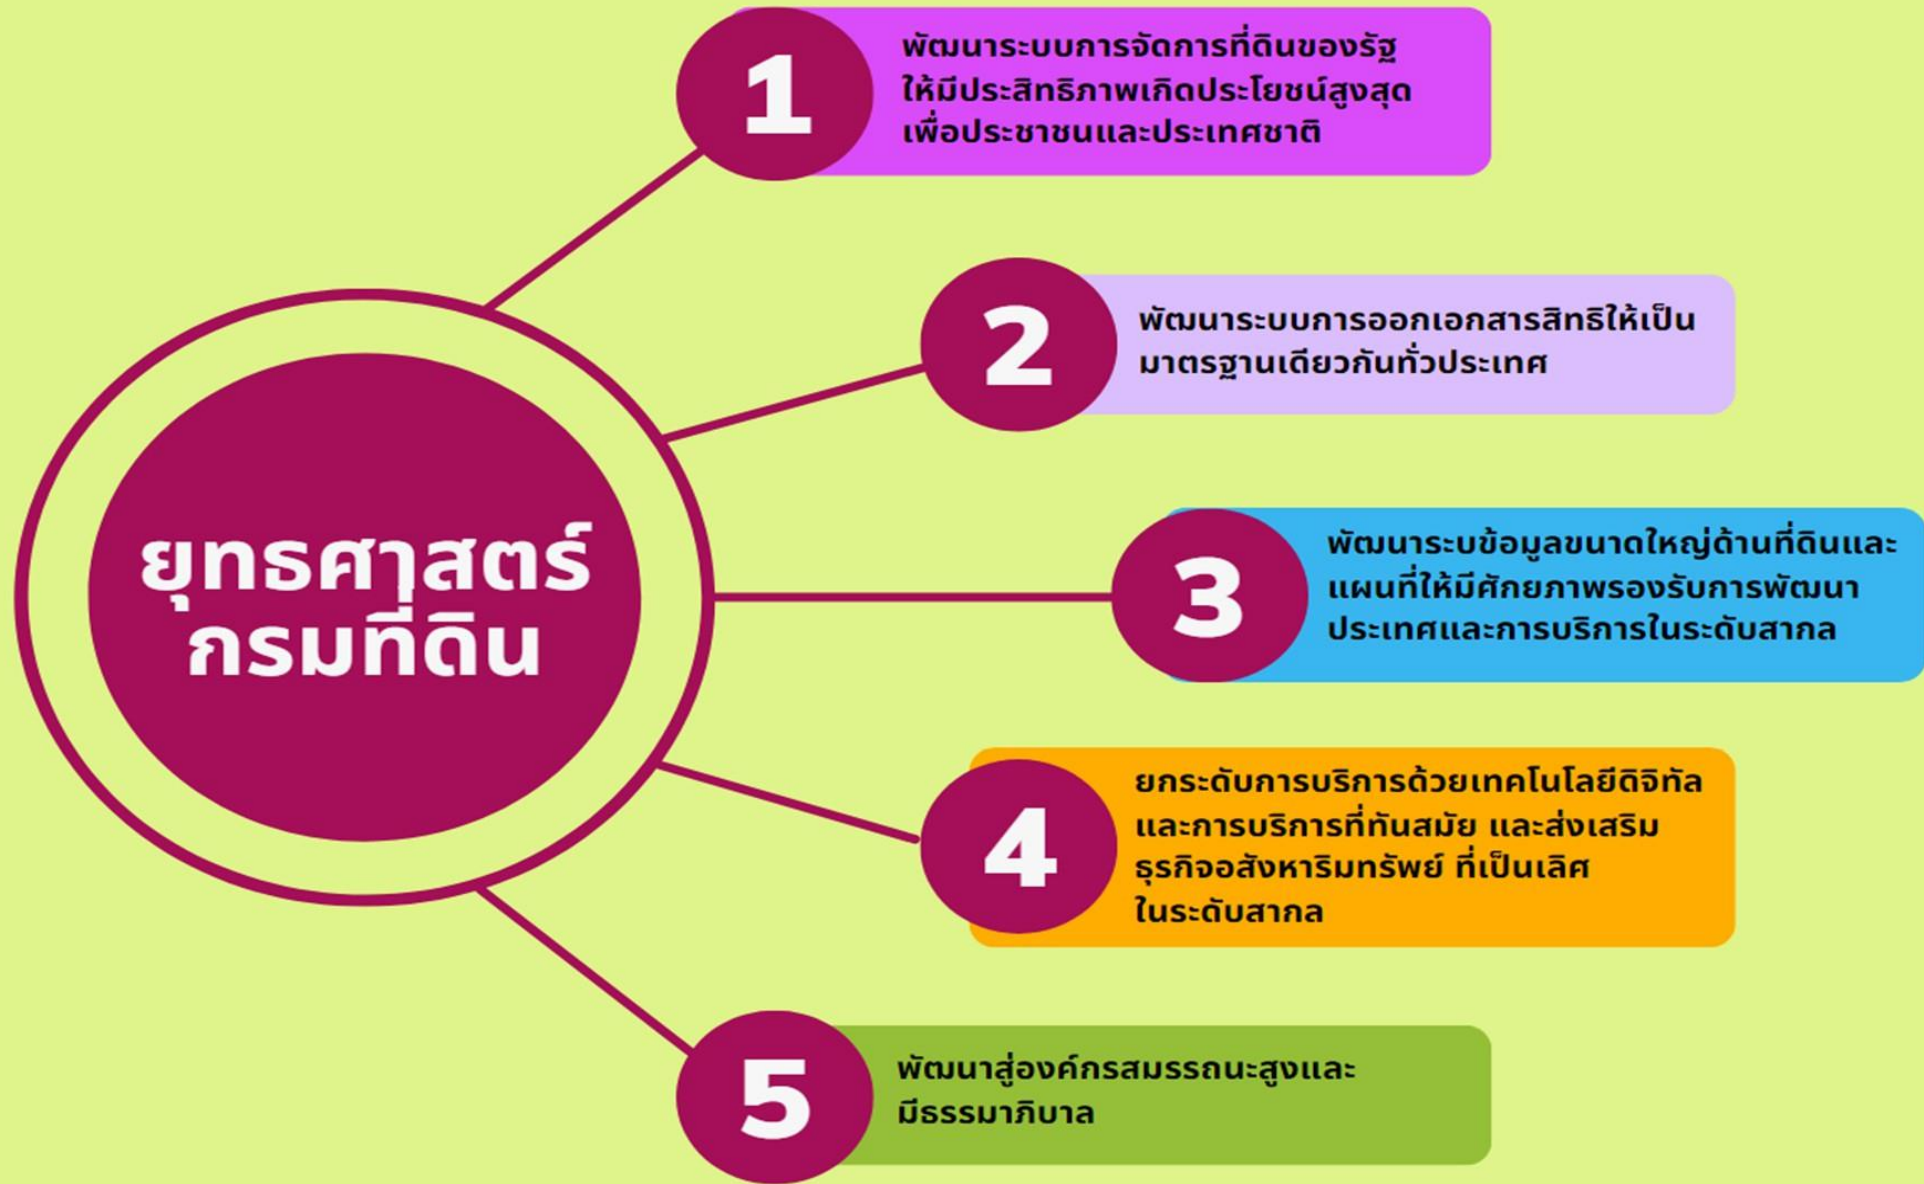 ยุทธศาสตร์
กรมที่ดิน
1
พัฒนาระบบการจัดการที่ดินของรัฐ
ให้มีประสิทธิภาพเกิดประโยชน์สูงสุด
เพื่อประชาชนและประเทศชาติ
2
พัฒนาระบบการออกเอกสารสิทธิให้เป็น
มาตรฐานเดียวกันทั่วประเทศ
3
พัฒนาระบข้อมูลขนาดใหญ่ด้านที่ดินและ
แผนที่ให้มีศักยภาพรองรับการพัฒนา
ประเทศและการบริการในระดับสากล
4
ยกระดับการบริการด้วยเทคโนโลยีดิจิทัล
และการบริการที่ทันสมัย และส่งเสริม
ธุรกิจอสังหาริมทรัพย์ ที่เป็นเลิศ
ในระดับสากล
5
พัฒนาสู่องค์กรสมรรถนะสูงและ
มีธรรมาภิบาล